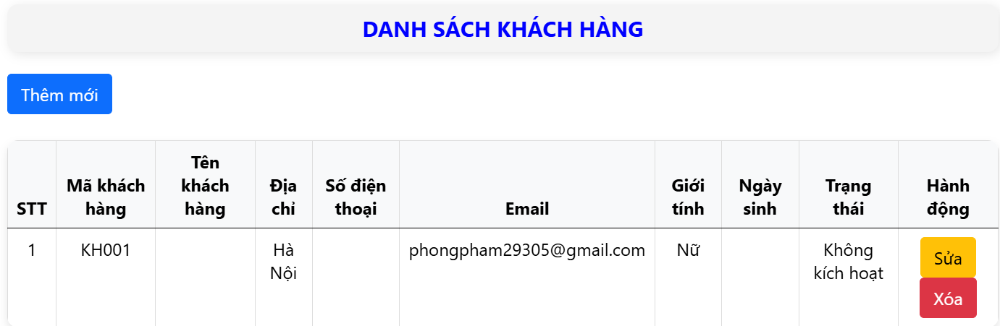 DANH SÁCH KHÁCH HÀNG
Thêm mới
STT
Mã khách
hàng
Tên
khách
hàng
Địa
chỉ
Số điện
thoại
Email
Giới
tính
Ngày
sinh
Trạng
thái
Hành
động
1
KH001
Hà
Nội
phongpham29305@gmail.com
Nữ
Không
kích hoạt
Sửa
Xóa